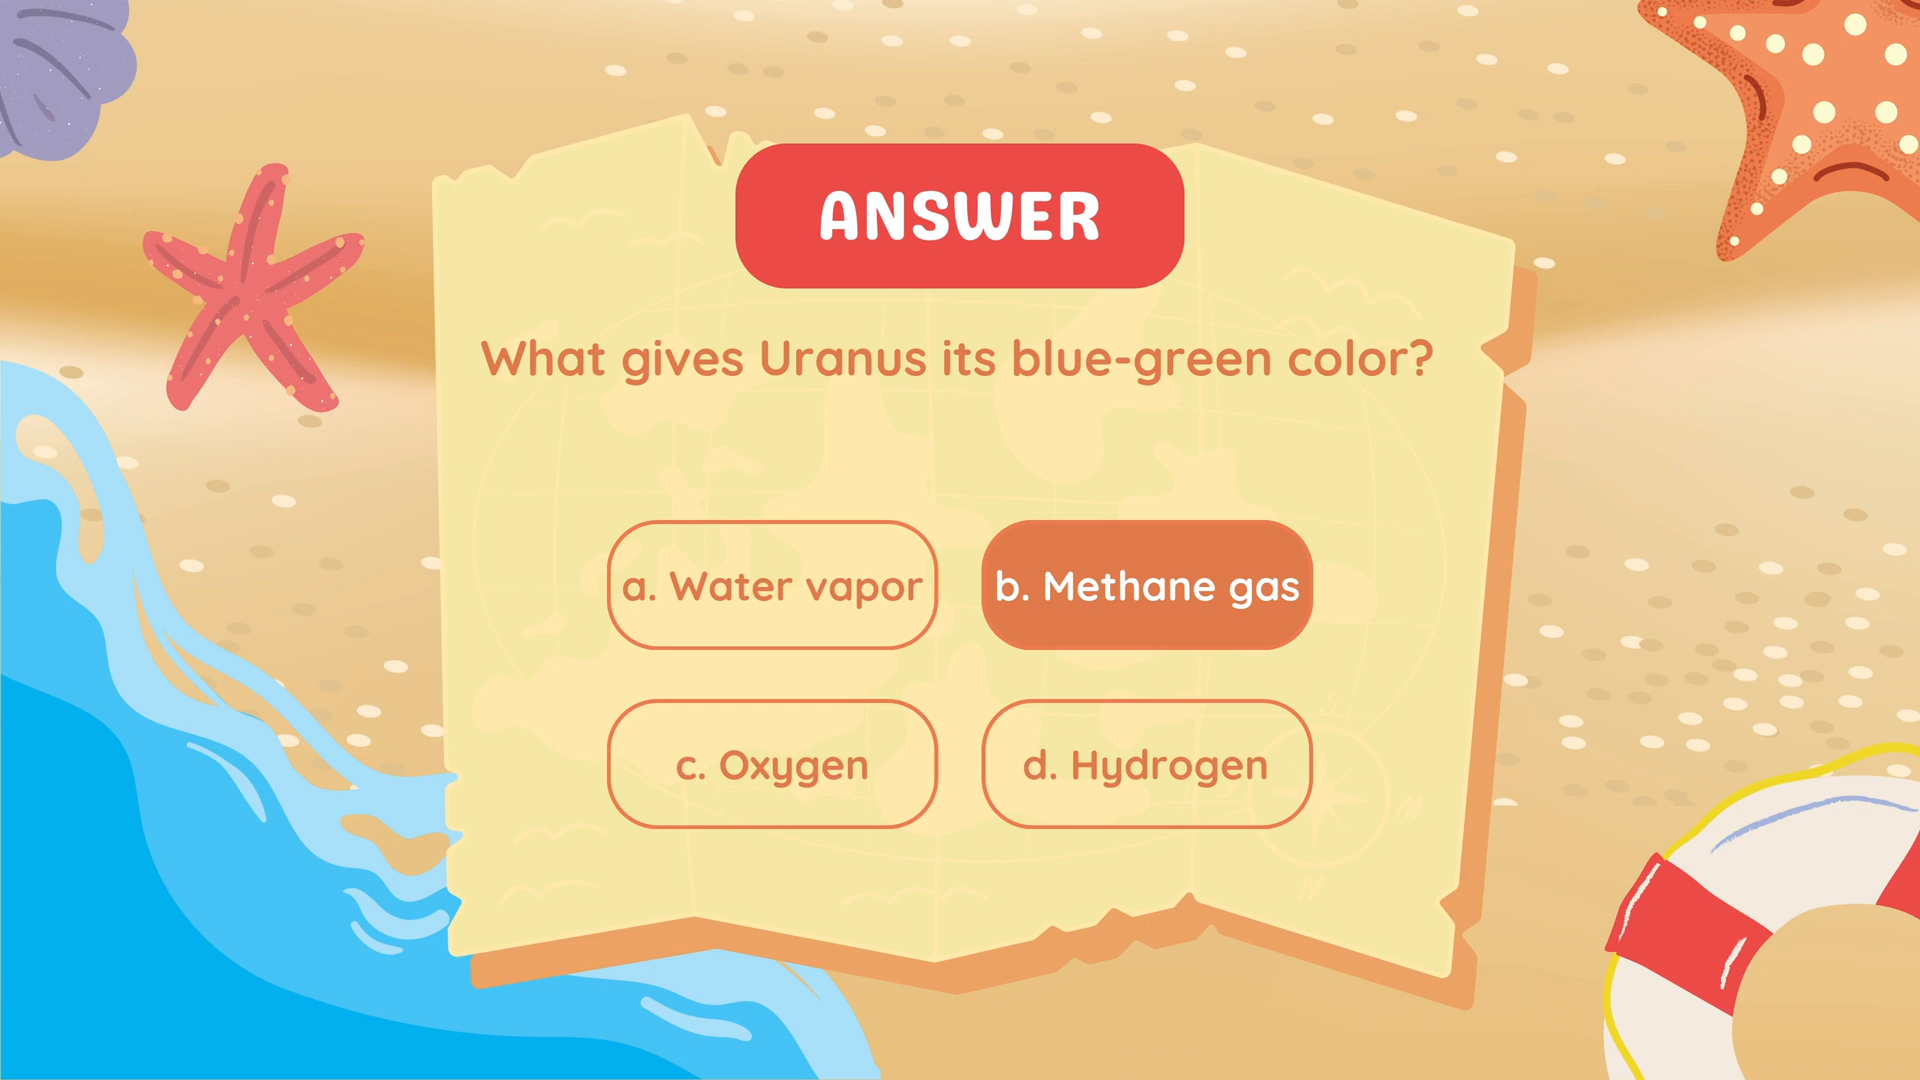 ANSWER
What gives Uranus its blue-green color?
a. Water vapor
b. Methane gas
c. Oxygen
d. Hydrogen
S
M
N